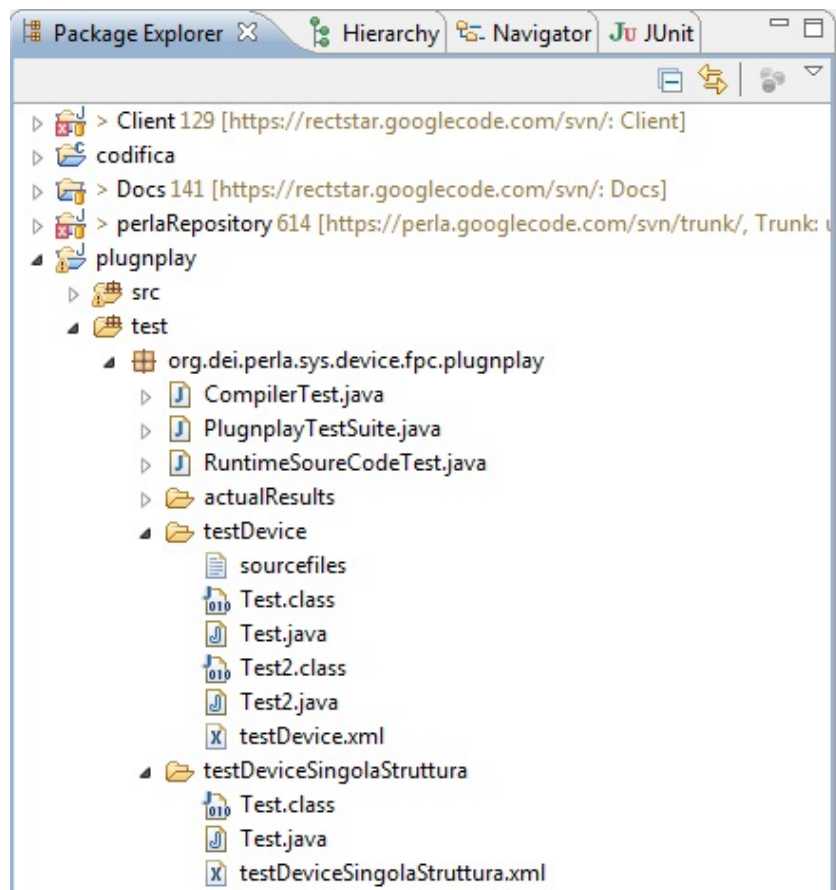 Package Explorer Hierarchy Navigator JUnit
> Client 129 [https://rectstar.googlecode.com/svn/: Client]
codifica
> Docs 141 [https://rectstar.googlecode.com/svn/: Docs]
> perlaRepository 614 [https://perla.googlecode.com/svn/trunk/, Trunk:
plugnplay
src
test
org.dei.perla.sys.device.fpc.plugnplay
CompilerTest.java
PlugnplayTestSuite.java
RuntimeSoureCodeTest.java
actualResults
testDevice
sourcefiles
Test.class
Test.java
Test2.class
Test2.java
testDevice.xml
testDeviceSingolaStruttura
Test.class
Test.java
testDeviceSingolaStruttura.xml